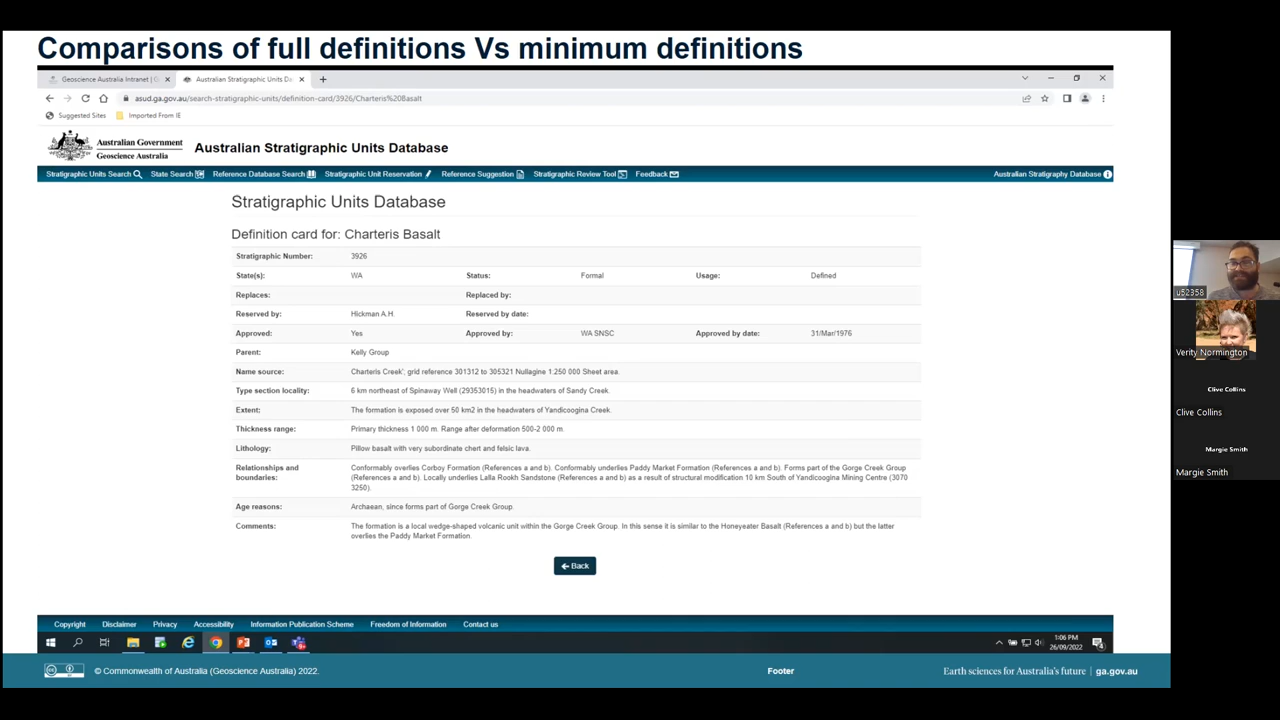 Comparisons of full definitions Vs minimum definitions
Geoscience Australia Intranet | G
Australian Stratigraphic Units Da
asud.ga.gov.au/search-stratigraphic-units/definition-card/3926/Charteris%20Basalt
Suggested Sites Imported From IE
Australian Government
Geoscience Australia
Australian Stratigraphic Units Database
Stratigraphic Units Search State Search Reference Database Search Stratigraphic Unit Reservation Reference Suggestion Stratigraphic Review Tool Feedback Australian Stratigraphy Database
Stratigraphic Units Database
Definition card for: Charteris Basalt
Stratigraphic Number: 3926
State(s): WA Status: Formal Usage: Defined
Replaces: Replaced by:
Reserved by: Hickman A.H. Reserved by date:
Approved: Yes Approved by: WA SNSC Approved by date: 31/Mar/1976
Parent: Kelly Group
Name source: Charteris Creek'; grid reference 301312 to 305321 Nullagine 1:250 000 Sheet area.
Type section locality: 6 km northeast of Spinaway Well (29353015) in the headwaters of Sandy Creek.
Extent: The formation is exposed over 50 km2 in the headwaters of Yandicoogina Creek.
Thickness range: Primary thickness 1 000 m. Range after deformation 500-2 000 m.
Lithology: Pillow basalt with very subordinate chert and felsic lava.
Relationships and boundaries: Conformably overlies Corboy Formation (References a and b). Conformably underlies Paddy Market Formation (References a and b). Forms part of the Gorge Creek Group
(References a and b). Locally underlies Lalla Rookh Sandstone (References a and b) as a result of structural modification 10 km South of Yandicoogina Mining Centre (3070
3250).
Age reasons: Archaean, since forms part of Gorge Creek Group.
Comments: The formation is a local wedge-shaped volcanic unit within the Gorge Creek Group. In this sense it is similar to the Honeyeater Basalt (References a and b) but the latter
overlies the Paddy Market Formation.
Back
Copyright Disclaimer Privacy Accessibility Information Publication Scheme Freedom of Information Contact us
1:06 PM
26/09/2022
© Commonwealth of Australia (Geoscience Australia) 2022.
Footer
Earth sciences for Australia's future | ga.gov.au
u52358
Verity Normington
Clive Collins
Clive Collins
Margie Smith
Margie Smith